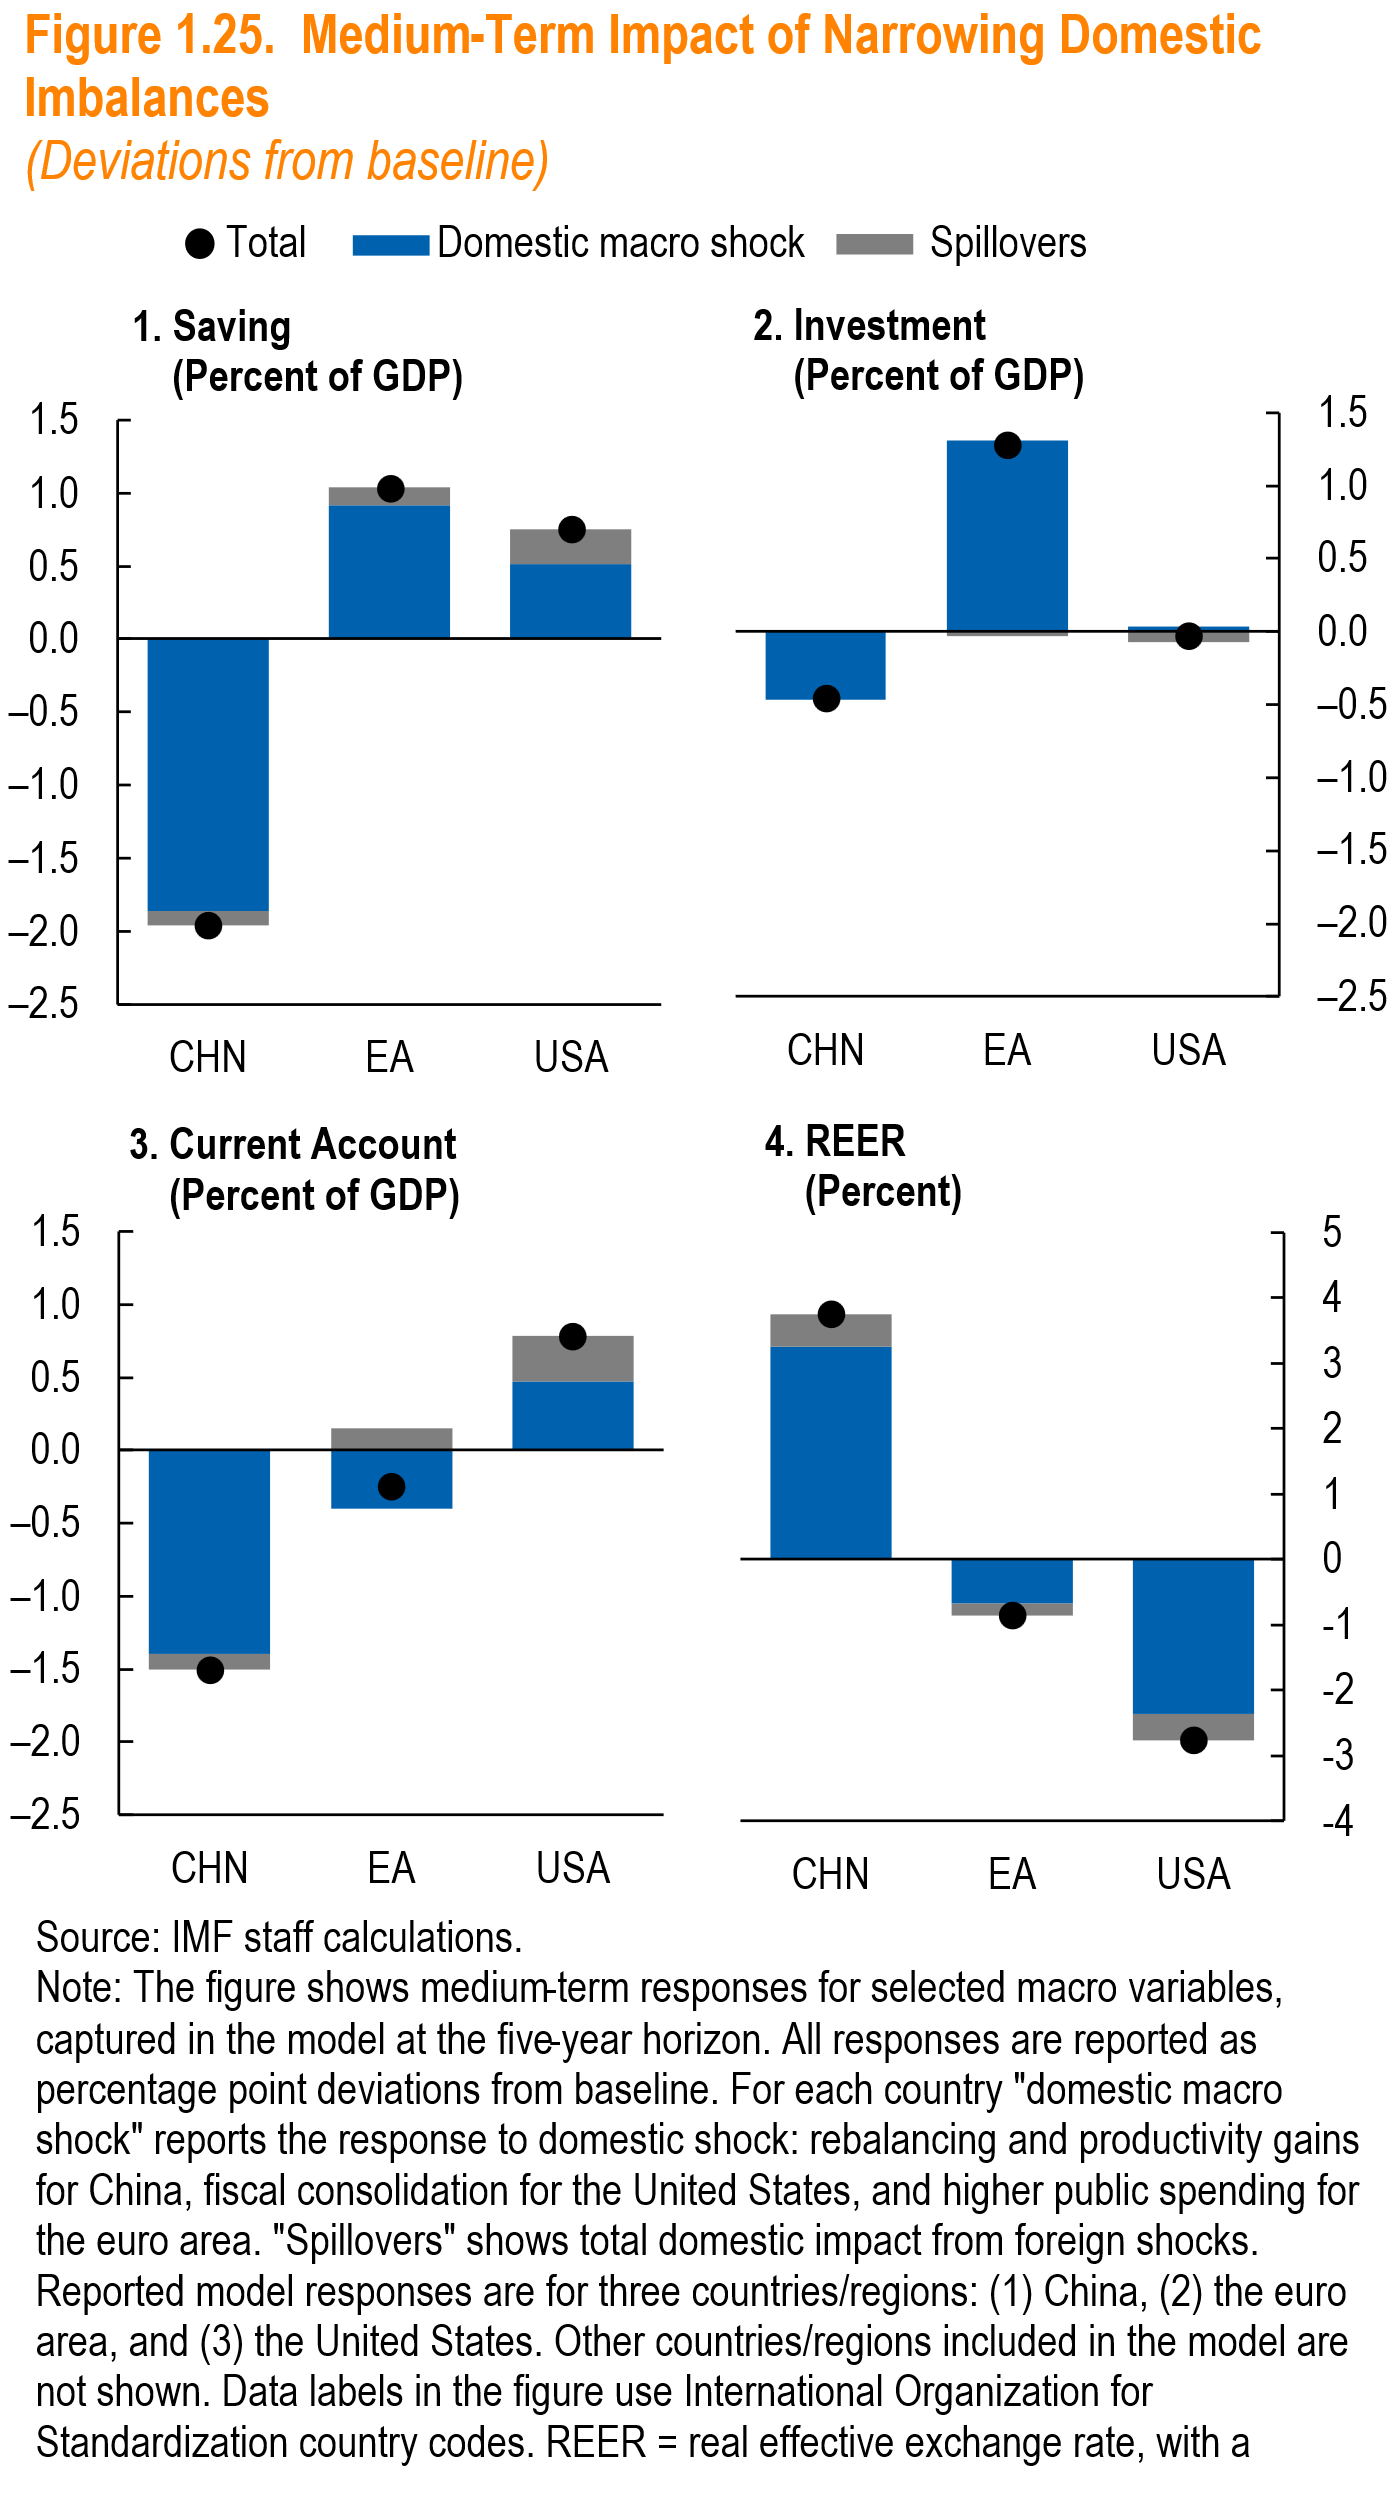 Figure 1.25.  Medium-Term Impact of Narrowing Domestic
Imbalances
(Deviations from baseline)
Total Domestic macro shock Spillovers
1. Saving
(Percent of GDP)
1.5
1.0
0.5
0.0
–0.5
–1.0
–1.5
–2.0
–2.5
CHN EA USA
2. Investment
(Percent of GDP)
1.5
1.0
0.5
0.0
–0.5
–1.0
–1.5
–2.0
–2.5
CHN EA USA
3. Current Account
(Percent of GDP)
1.5
1.0
0.5
0.0
–0.5
–1.0
–1.5
–2.0
–2.5
CHN EA USA
4. REER
(Percent)
5
4
3
2
1
0
-1
-2
-3
-4
CHN EA USA
Source: IMF staff calculations.
Note: The figure shows medium-term responses for selected macro variables,
captured in the model at the five-year horizon. All responses are reported as
percentage point deviations from baseline. For each country "domestic macro
shock" reports the response to domestic shock: rebalancing and productivity gains
for China, fiscal consolidation for the United States, and higher public spending for
the euro area. "Spillovers" shows total domestic impact from foreign shocks.
Reported model responses are for three countries/regions: (1) China, (2) the euro
area, and (3) the United States. Other countries/regions included in the model are
not shown. Data labels in the figure use International Organization for
Standardization country codes. REER = real effective exchange rate, with a